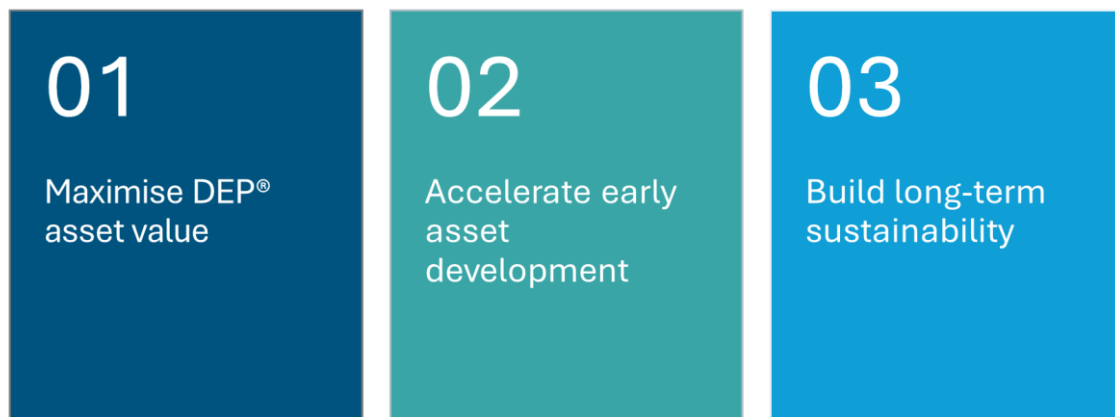 01
Maximise DEP®
asset value
02
Accelerate early
asset
development
03
Build long-term
sustainability